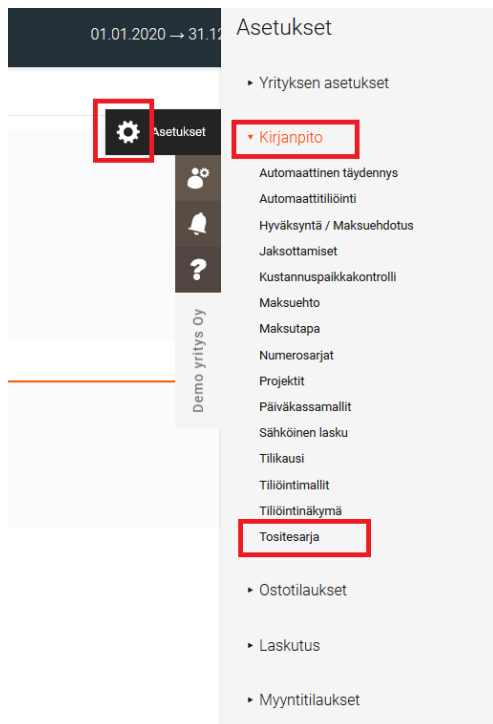 01.01.2020 → 31.12
Asetukset
Yrityksen asetukset
Asetukset
Kirjanpito
Automaattinen täydennys
Automaattitiliöinti
Hyväksyntä / Maksuehdotus
Jaksottamiset
Kustannuspaikkakontrolli
Maksuehto
Maksutapa
Numerosarjat
Projektit
Päiväkassamallit
Sähköinen lasku
Tilikausi
Tiliöintimallit
Tiliöintinäkymä
Tositesarja
Demo yritys Oy
Ostotilaukset
Laskutus
Myyntitilaukset